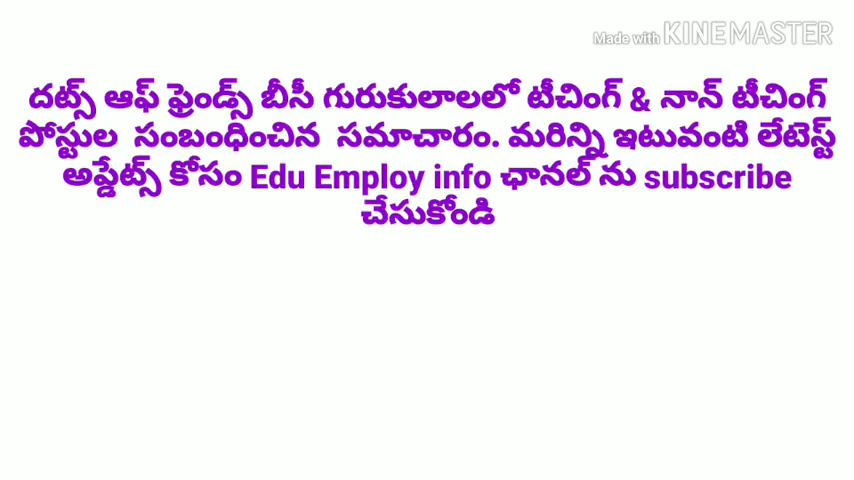 Made with KINEMASTER
దట్స్ ఆఫ్ ఫ్రెండ్స్ బీసీ గురుకులాలలో టీచింగ్ & నాన్ టీచింగ్
పోస్టుల సంబంధించిన సమాచారం. మరిన్ని ఇటువంటి లేటెస్ట్
అప్డేట్స్ కోసం Edu Employ info ఛానల్ ను subscribe
చేసుకోండి